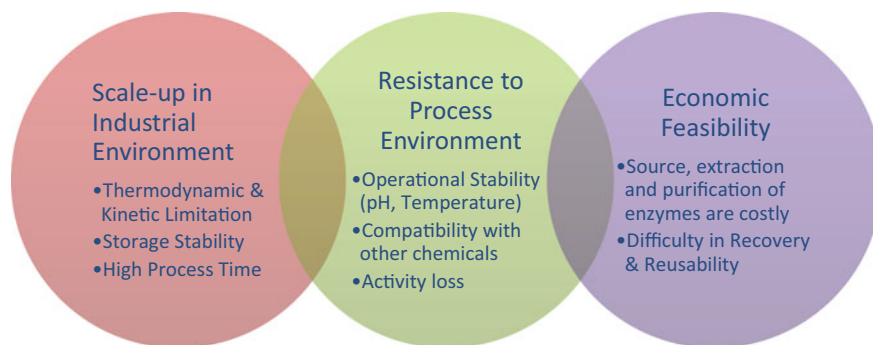 Scale-up in
Industrial
Environment
•Thermodynamic &
Kinetic Limitation
•Storage Stability
•High Process Time
Resistance to
Process
Environment
•Operational Stability
(pH, Temperature)
•Compatibility with
other chemicals
•Activity loss
Economic
Feasibility
•Source, extraction
and purification of
enzymes are costly
•Difficulty in Recovery
& Reusability